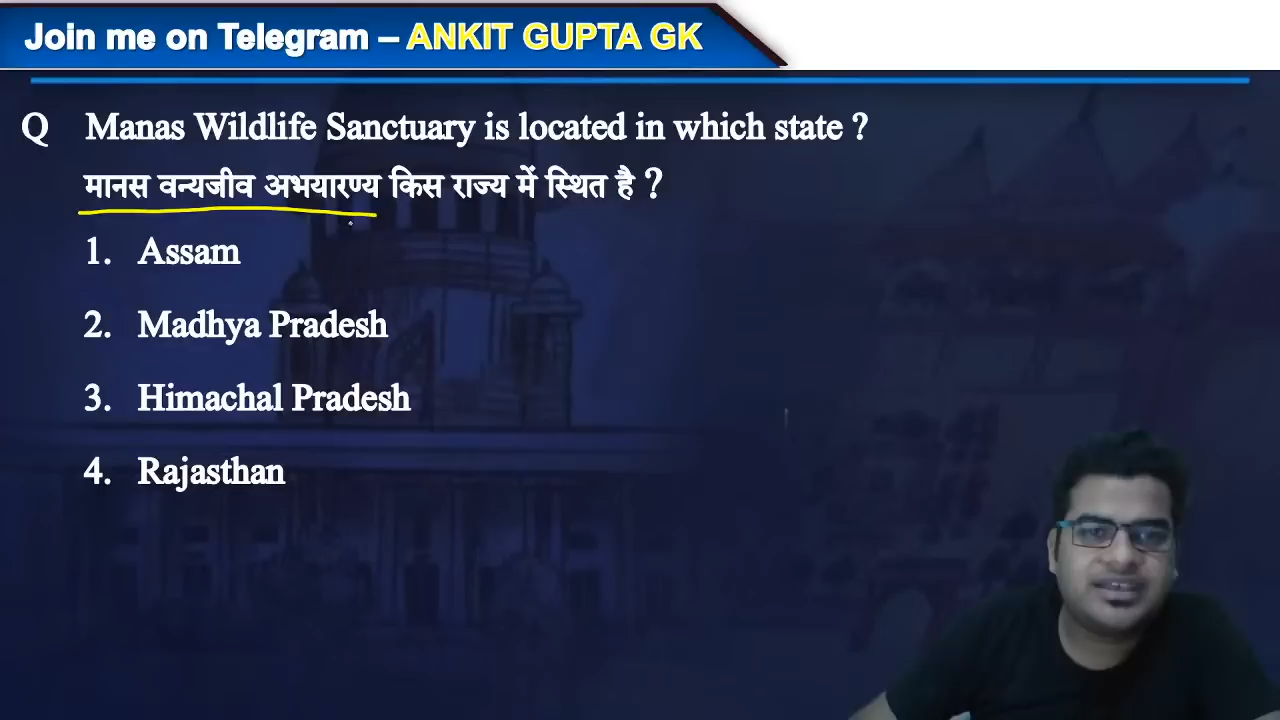 Join me on Telegram – ANKIT GUPTA GK
Q Manas Wildlife Sanctuary is located in which state ?
मानस वन्यजीव अभयारण्य किस राज्य में स्थित है ?
1. Assam
2. Madhya Pradesh
3. Himachal Pradesh
4. Rajasthan